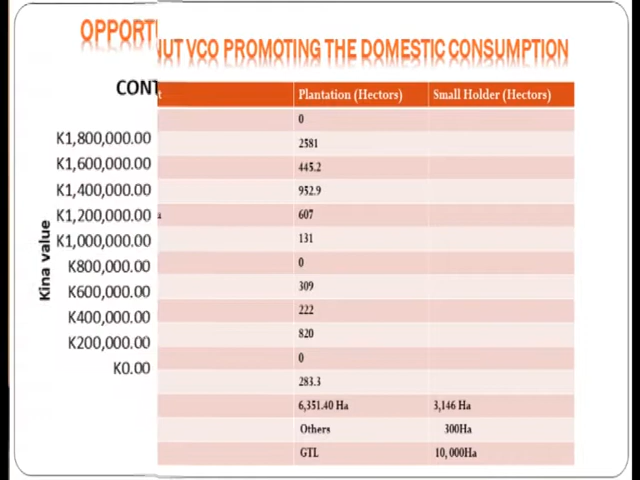 OPPORT
NUT VCO PROMOTING THE DOMESTIC CONSUMPTION
CONT
t Plantation (Hectors) Small Holder (Hectors)
0
K1,800,000.00
2581
K1,600,000.00
445.2
K1,400,000.00
952.9
K1,200,000.00
a 607
K1,000,000.00
131
K800,000.00
0
K600,000.00
309
K400,000.00
222
K200,000.00
820
K0.00
0
283.3
Kina value
6,351.40 Ha 3,146 Ha
Others 300Ha
GTL 10,000Ha